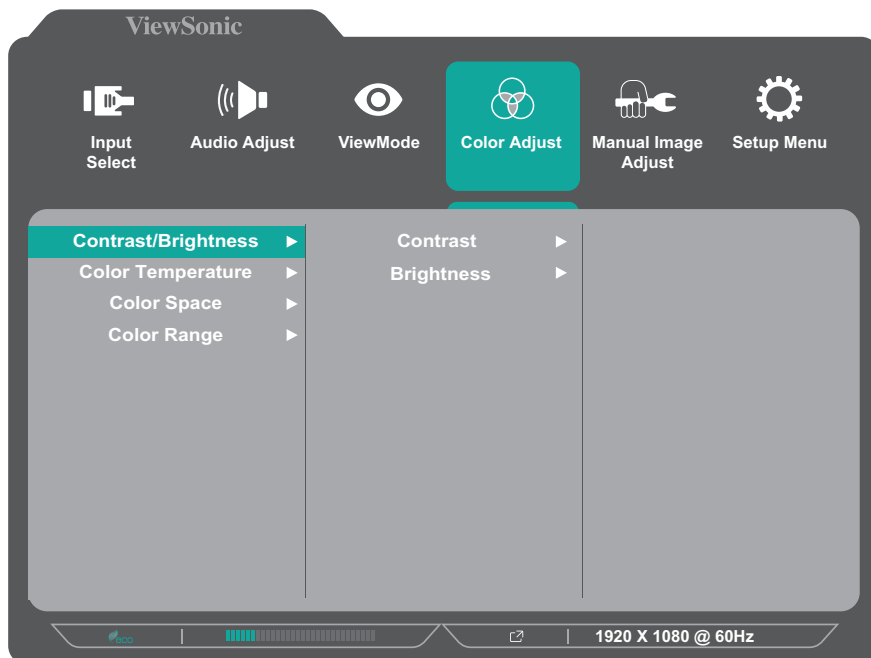 ViewSonic
Input Select
Audio Adjust
ViewMode
Color Adjust
Manual Image Adjust
Setup Menu
Contrast/Brightness
Color Temperature
Color Space
Color Range
Contrast
Brightness
eco
1920 X 1080 @ 60Hz